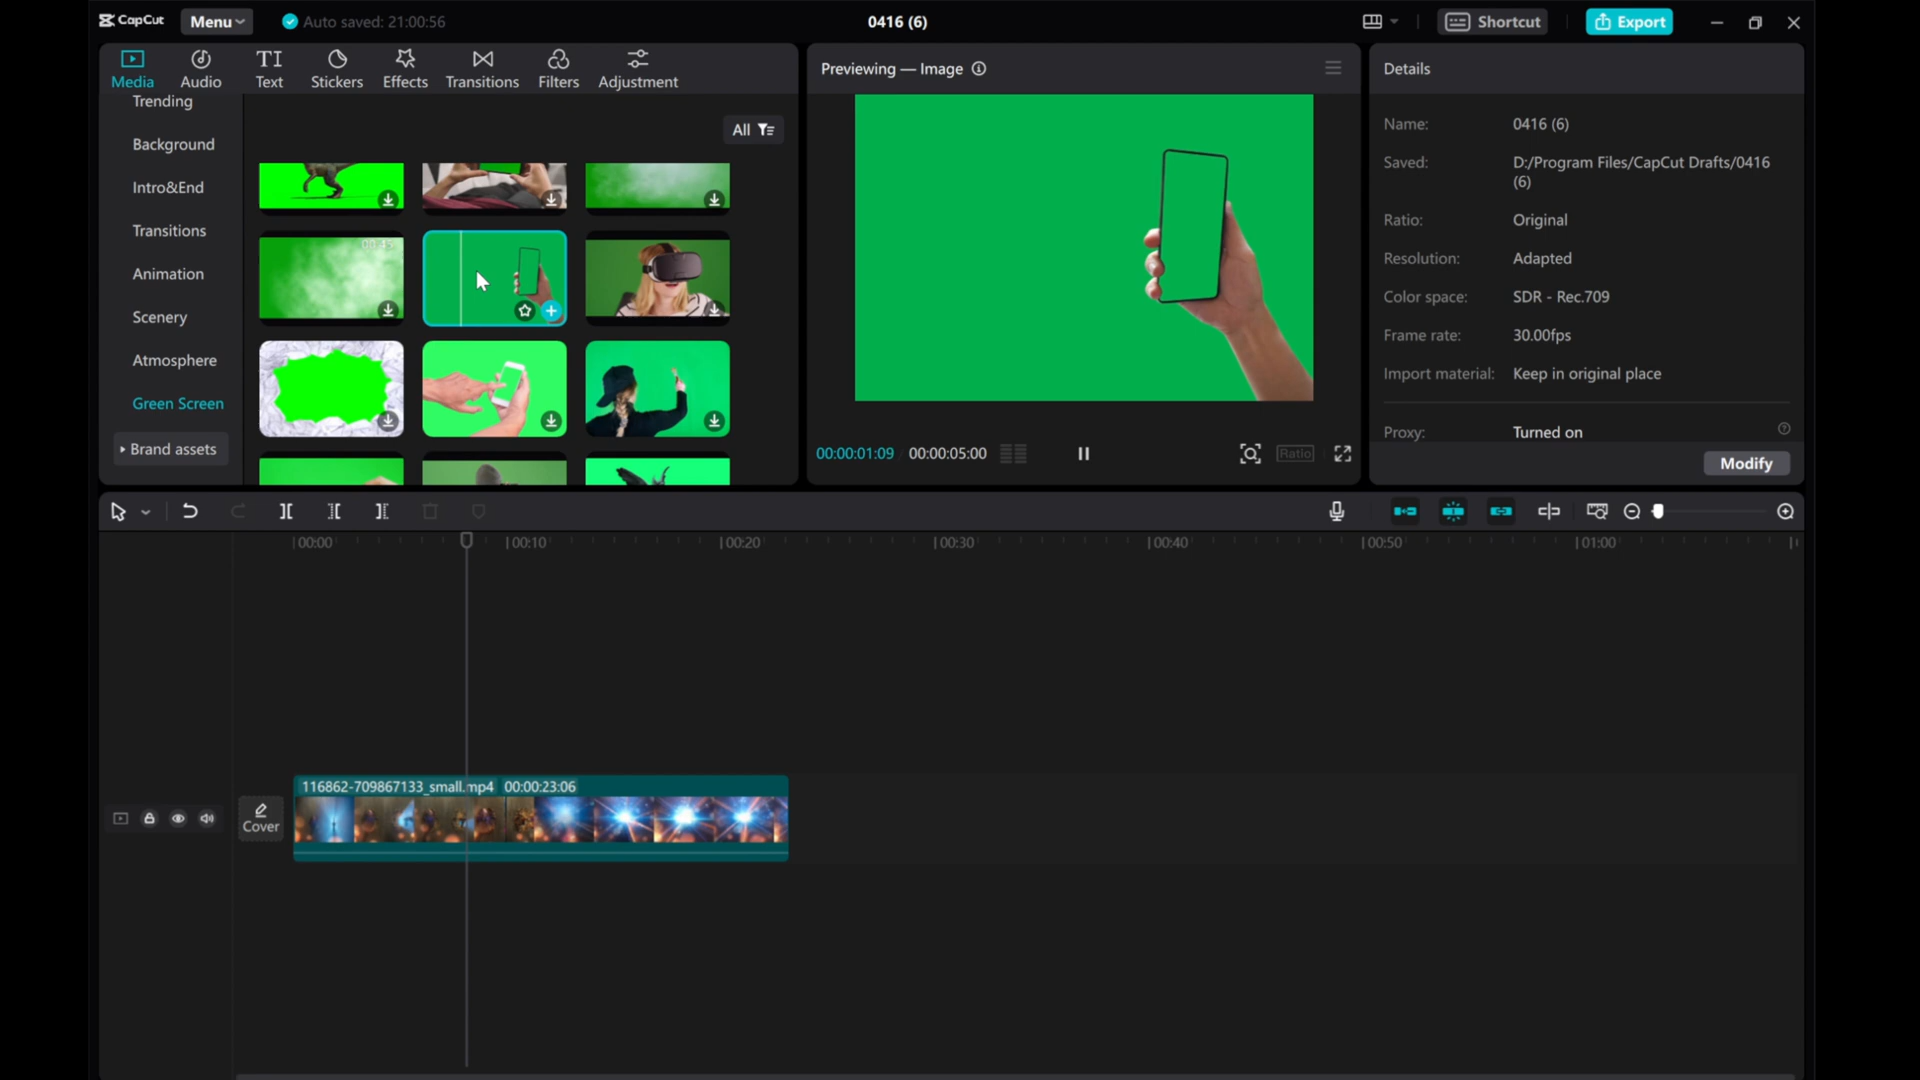 CapCut
Menu
Auto saved: 21:00:56
0416 (6)
Shortcut
Export
Media
Audio
Text
Stickers
Effects
Transitions
Filters
Adjustment
Trending
Background
Intro&End
Transitions
Animation
Scenery
Atmosphere
Green Screen
Brand assets
All
00:45
Previewing — Image
00:00:01:09
00:00:05:00
Ratio
Details
Name: 0416 (6)
Saved: D:/Program Files/CapCut Drafts/0416
(6)
Ratio: Original
Resolution: Adapted
Color space: SDR - Rec.709
Frame rate: 30.00fps
Import material: Keep in original place
Proxy: Turned on
Modify
00:00
00:10
00:20
00:30
00:40
00:50
01:00
116862-709867133_small.mp4 00:00:23:06
Cover